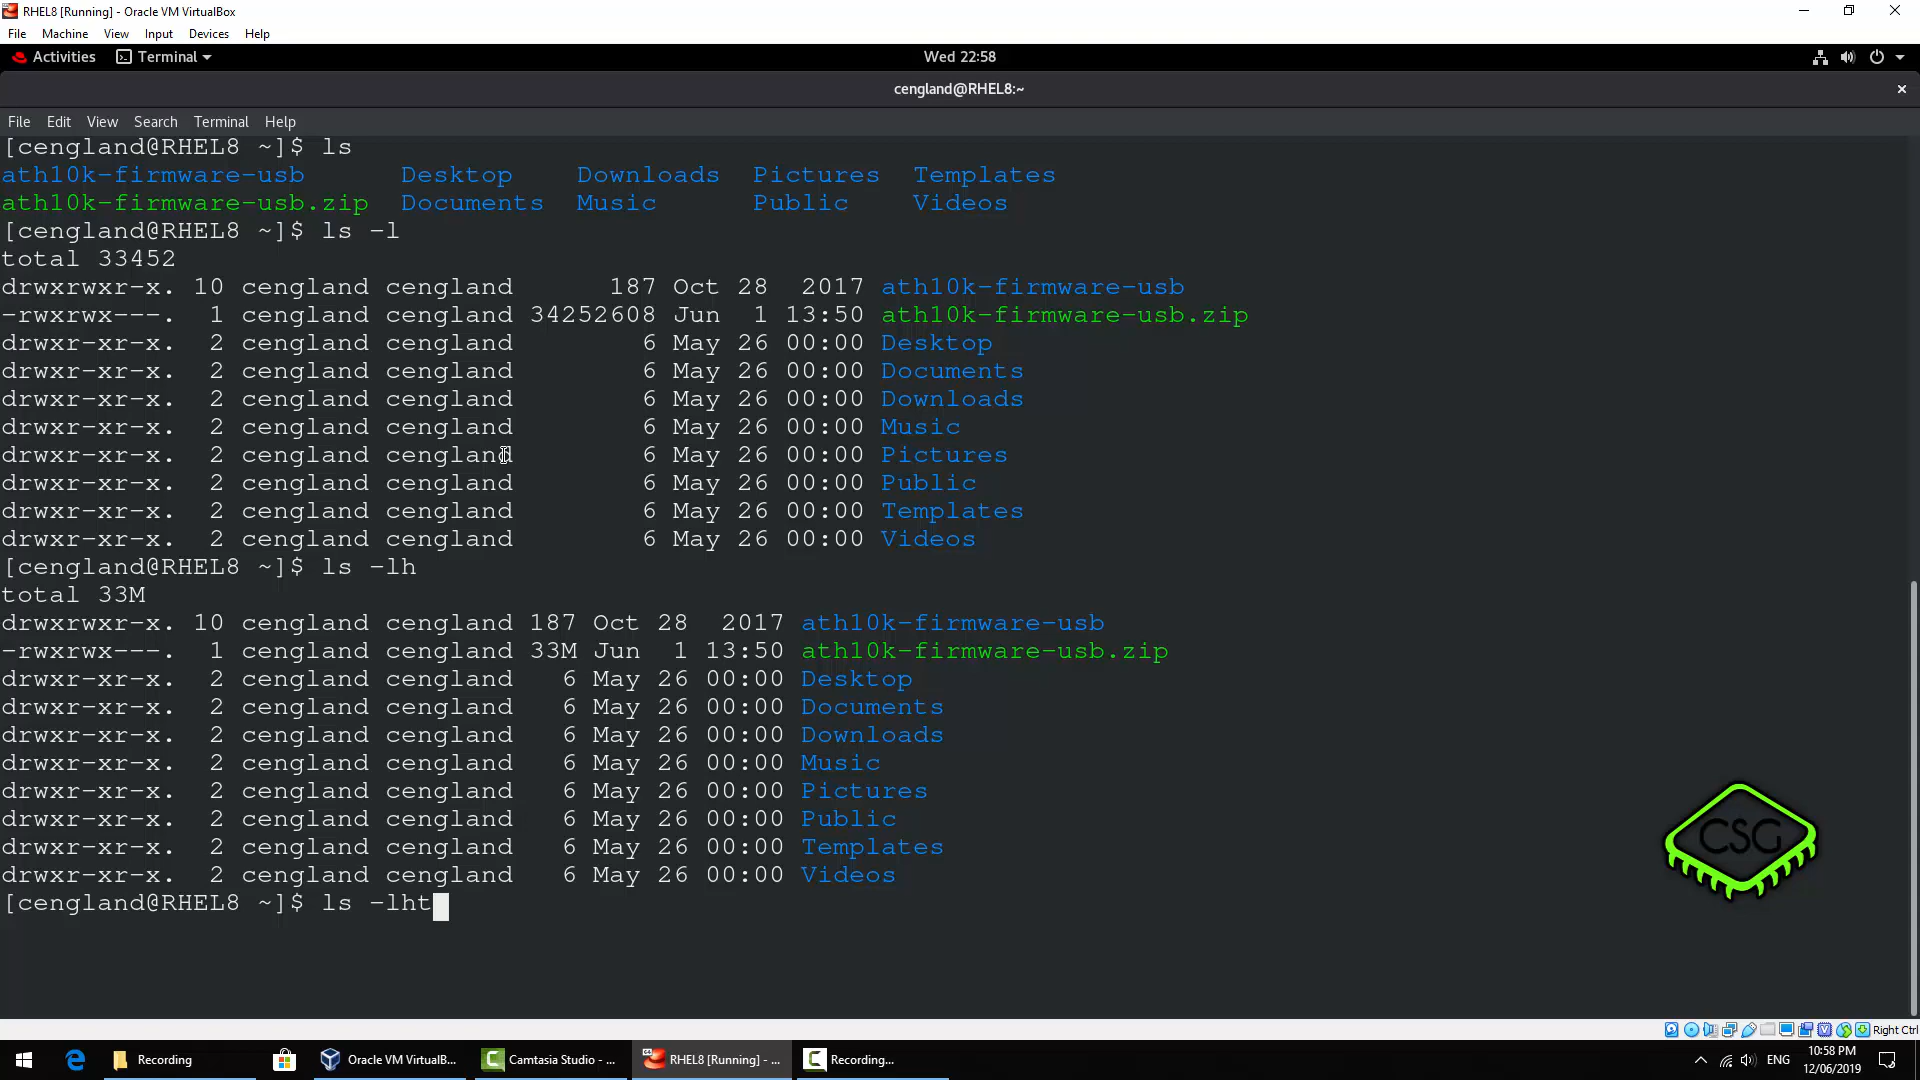 RHEL8 [Running] - Oracle VM VirtualBox
File Machine View Input Devices Help
Activities Terminal Wed 22:58
cengland@RHEL8:~
File Edit View Search Terminal Help
[cengland@RHEL8 ~]$ ls
ath10k-firmware-usb Desktop Downloads Pictures Templates
ath10k-firmware-usb.zip Documents Music Public Videos
[cengland@RHEL8 ~]$ ls -l
total 33452
drwxrwxr-x. 10 cengland cengland 187 Oct 28 2017 ath10k-firmware-usb
-rwxrwx---. 1 cengland cengland 34252608 Jun 1 13:50 ath10k-firmware-usb.zip
drwxr-xr-x. 2 cengland cengland 6 May 26 00:00 Desktop
drwxr-xr-x. 2 cengland cengland 6 May 26 00:00 Documents
drwxr-xr-x. 2 cengland cengland 6 May 26 00:00 Downloads
drwxr-xr-x. 2 cengland cengland 6 May 26 00:00 Music
drwxr-xr-x. 2 cengland cengland 6 May 26 00:00 Pictures
drwxr-xr-x. 2 cengland cengland 6 May 26 00:00 Public
drwxr-xr-x. 2 cengland cengland 6 May 26 00:00 Templates
drwxr-xr-x. 2 cengland cengland 6 May 26 00:00 Videos
[cengland@RHEL8 ~]$ ls -lh
total 33M
drwxrwxr-x. 10 cengland cengland 187 Oct 28 2017 ath10k-firmware-usb
-rwxrwx---. 1 cengland cengland 33M Jun 1 13:50 ath10k-firmware-usb.zip
drwxr-xr-x. 2 cengland cengland 6 May 26 00:00 Desktop
drwxr-xr-x. 2 cengland cengland 6 May 26 00:00 Documents
drwxr-xr-x. 2 cengland cengland 6 May 26 00:00 Downloads
drwxr-xr-x. 2 cengland cengland 6 May 26 00:00 Music
drwxr-xr-x. 2 cengland cengland 6 May 26 00:00 Pictures
drwxr-xr-x. 2 cengland cengland 6 May 26 00:00 Public
drwxr-xr-x. 2 cengland cengland 6 May 26 00:00 Templates
drwxr-xr-x. 2 cengland cengland 6 May 26 00:00 Videos
[cengland@RHEL8 ~]$ ls -lht
CSG
Right Ctrl
Recording Oracle VM VirtualB... Camtasia Studio - ... RHEL8 [Running] - ... Recording... ENG 10:58 PM
12/06/2019